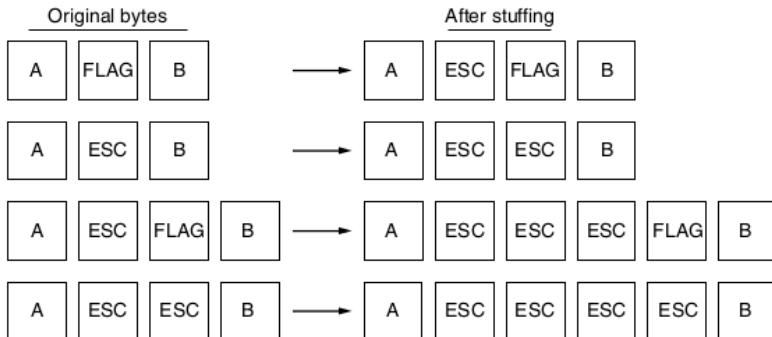 Original bytes After stuffing
A FLAG B A ESC FLAG B
A ESC B A ESC ESC B
A ESC FLAG B A ESC ESC ESC FLAG B
A ESC ESC B A ESC ESC ESC ESC B